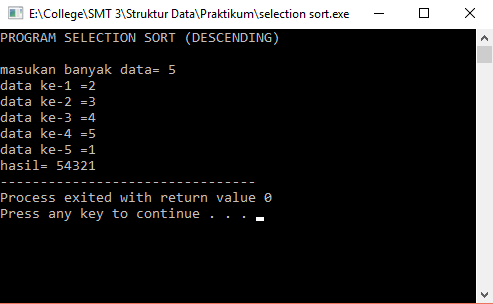 E:\College\SMT 3\Struktur Data\Praktikum\selection sort.exe
PROGRAM SELECTION SORT (DESCENDING)
masukan banyak data= 5
data ke-1 =2
data ke-2 =3
data ke-3 =4
data ke-4 =5
data ke-5 =1
hasil= 54321
--------------------------------
Process exited with return value 0
Press any key to continue . . .